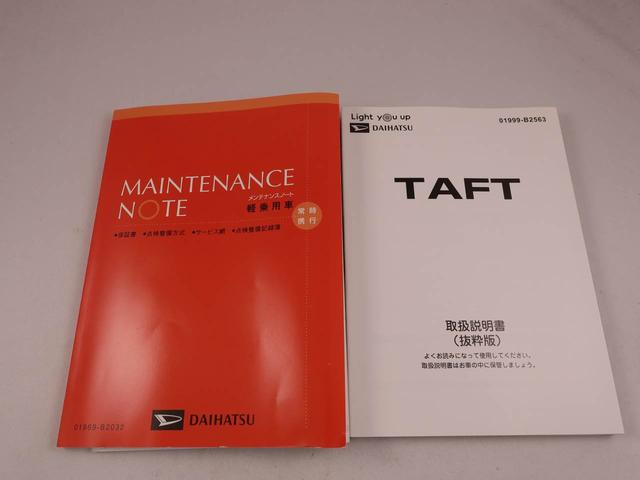 MAINTENANCE
NOTE
メンテナンスノート
軽乗用車
常時
携行
●保証書 ●点検整備方式 ●サービス網 ●点検整備記録簿
DAIHATSU
01969-B2032
Light you up
DAIHATSU
01999-B2563
TAFT
取扱説明書
（抜粋版）
よくお読みになって使用してください。
取扱説明書はお車の中に保管しましょう。